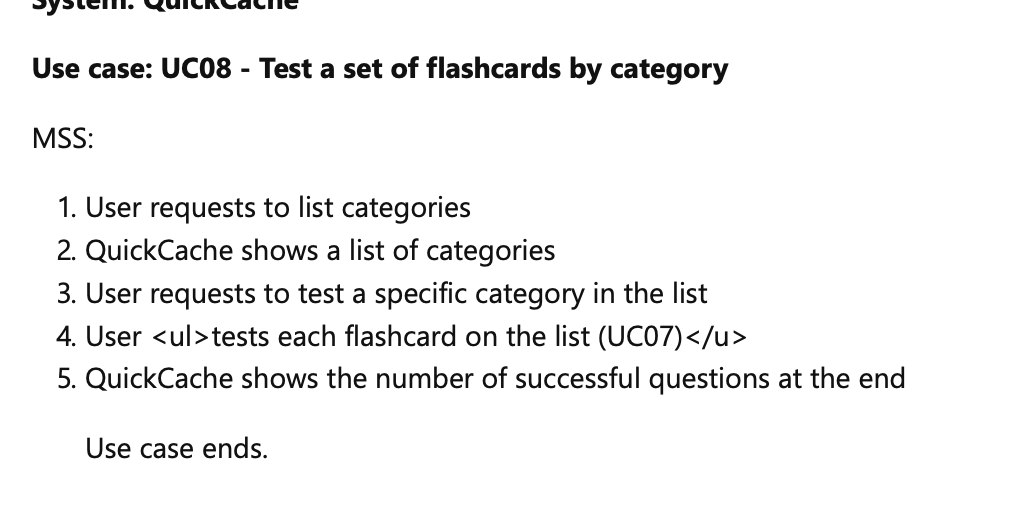 System: QuickCache
Use case: UC08 - Test a set of flashcards by category
MSS:
1. User requests to list categories
2. QuickCache shows a list of categories
3. User requests to test a specific category in the list
4. User <ul>tests each flashcard on the list (UC07)</u>
5. QuickCache shows the number of successful questions at the end
Use case ends.